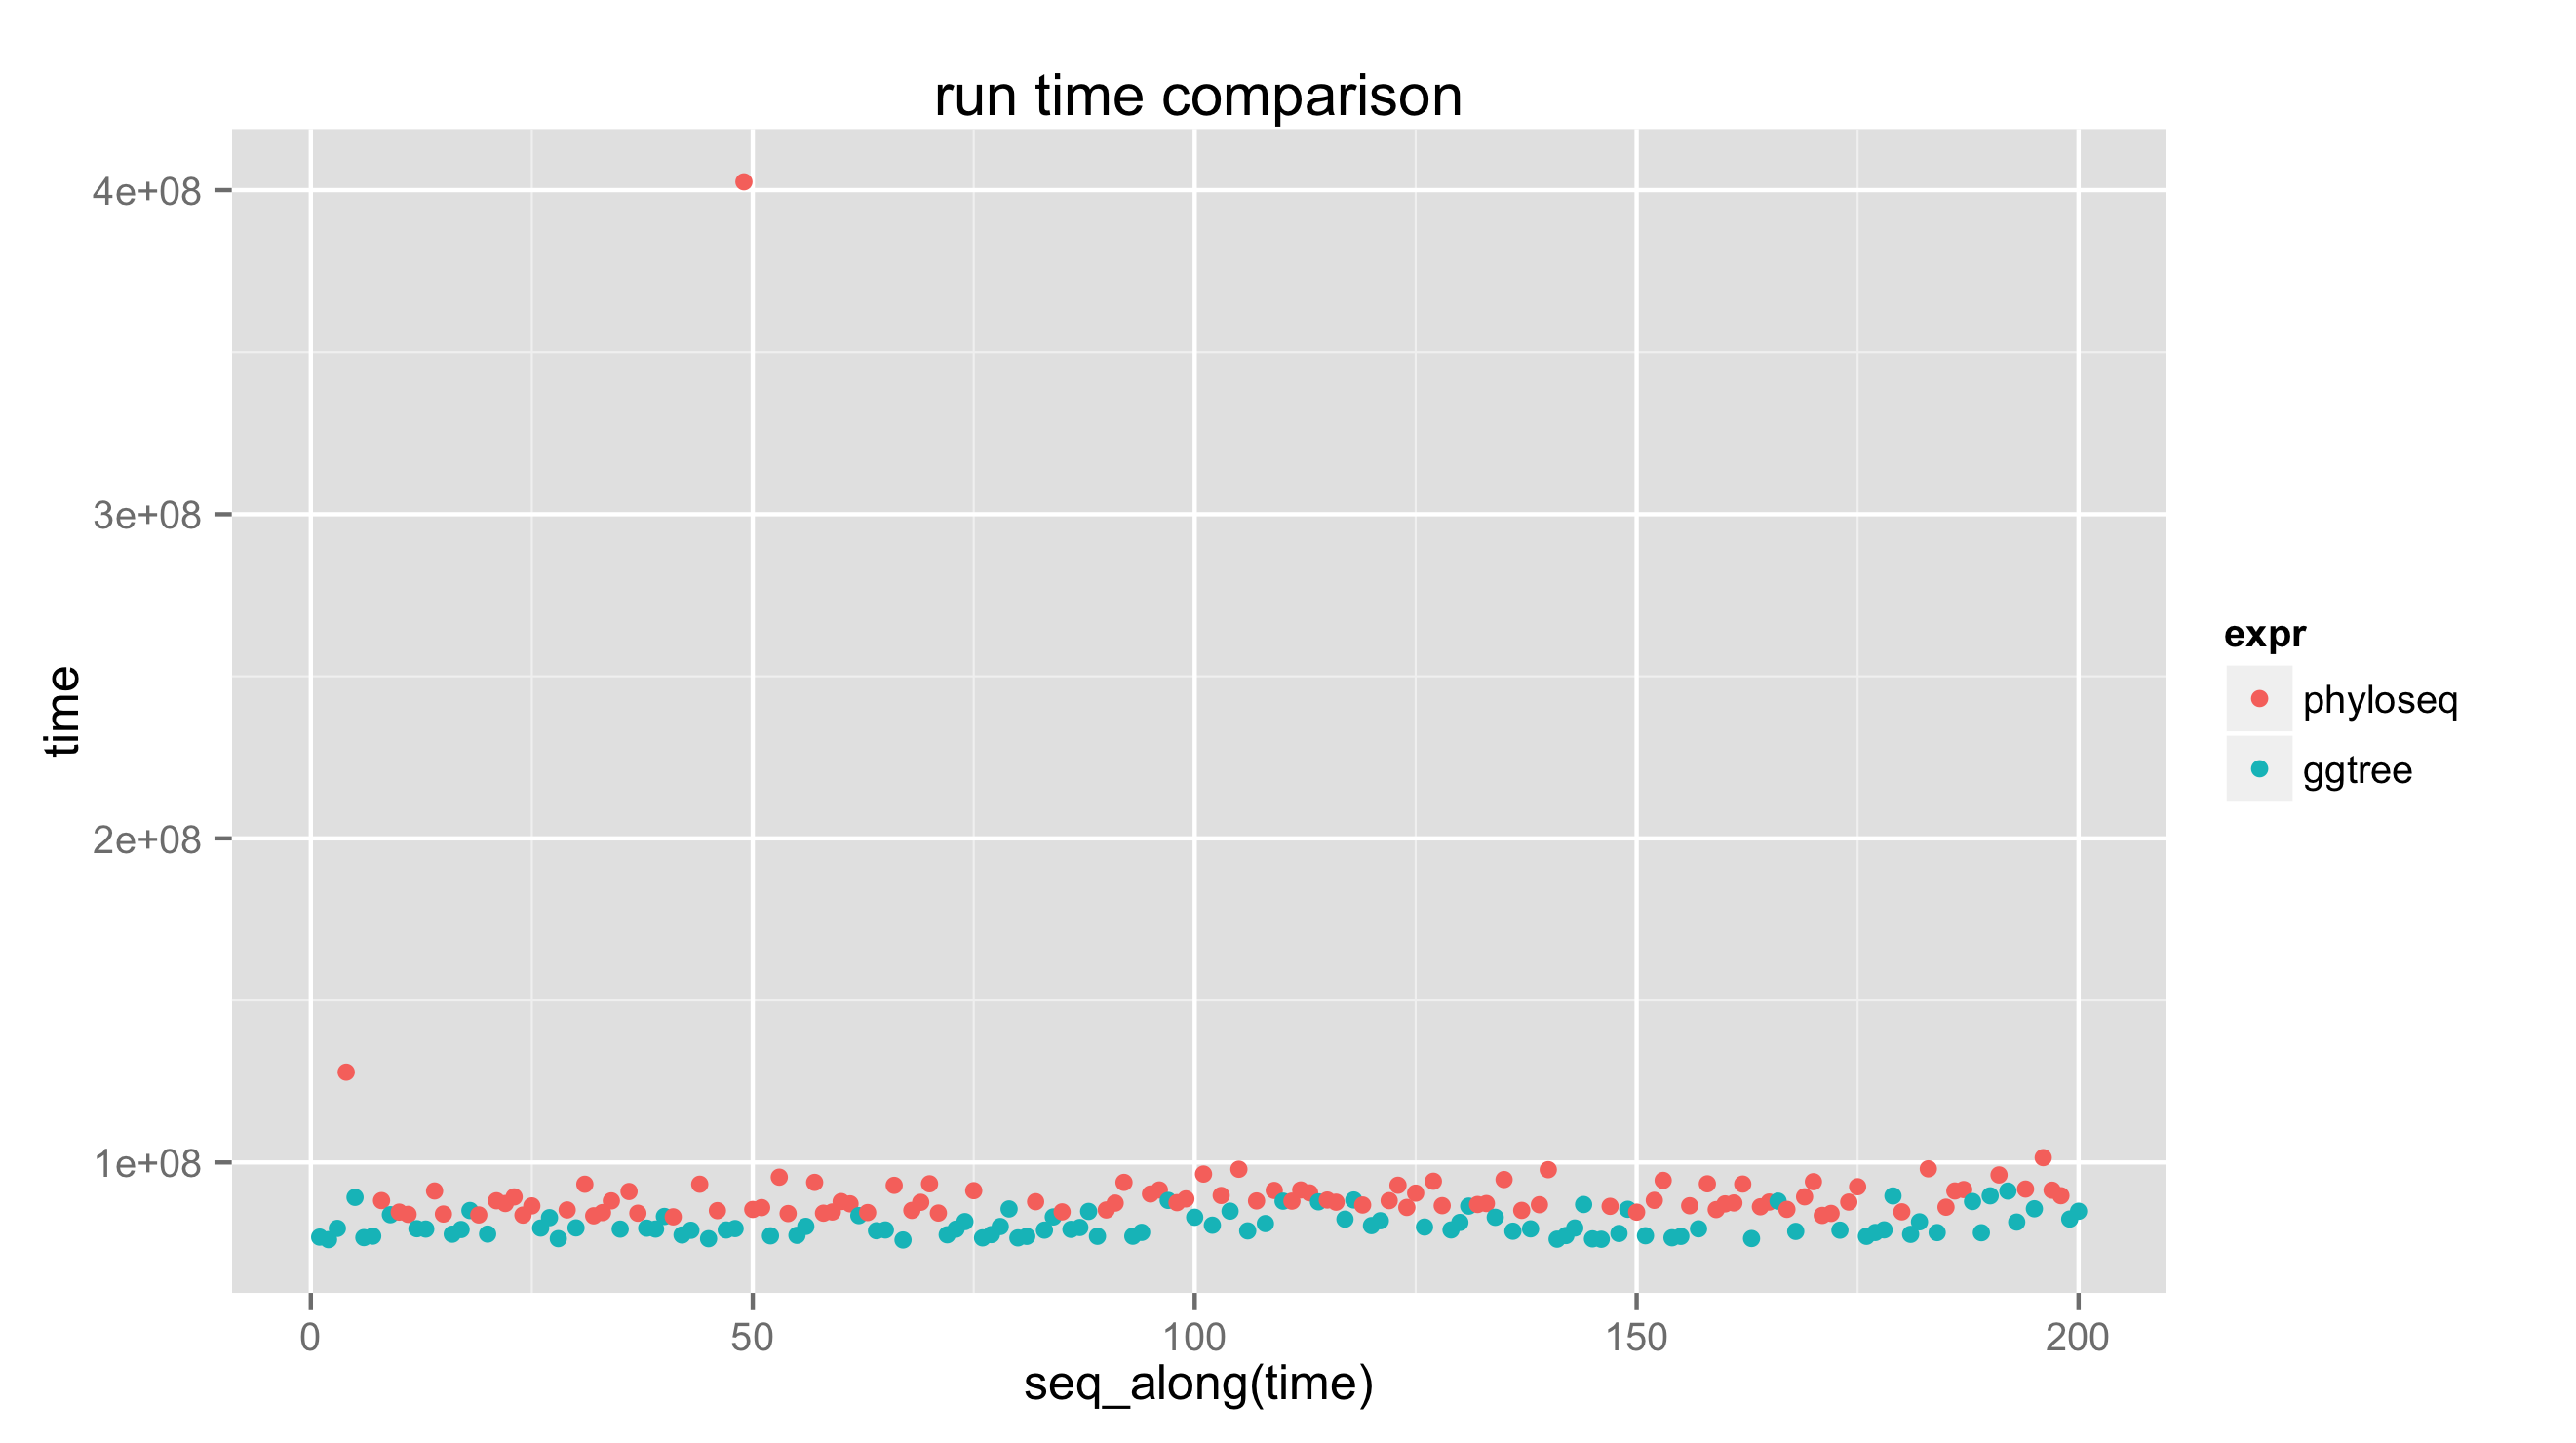 run time comparison
4e+08
3e+08
2e+08
1e+08
time
0 50 100 150 200
seq_along(time)
expr
phyloseq
ggtree